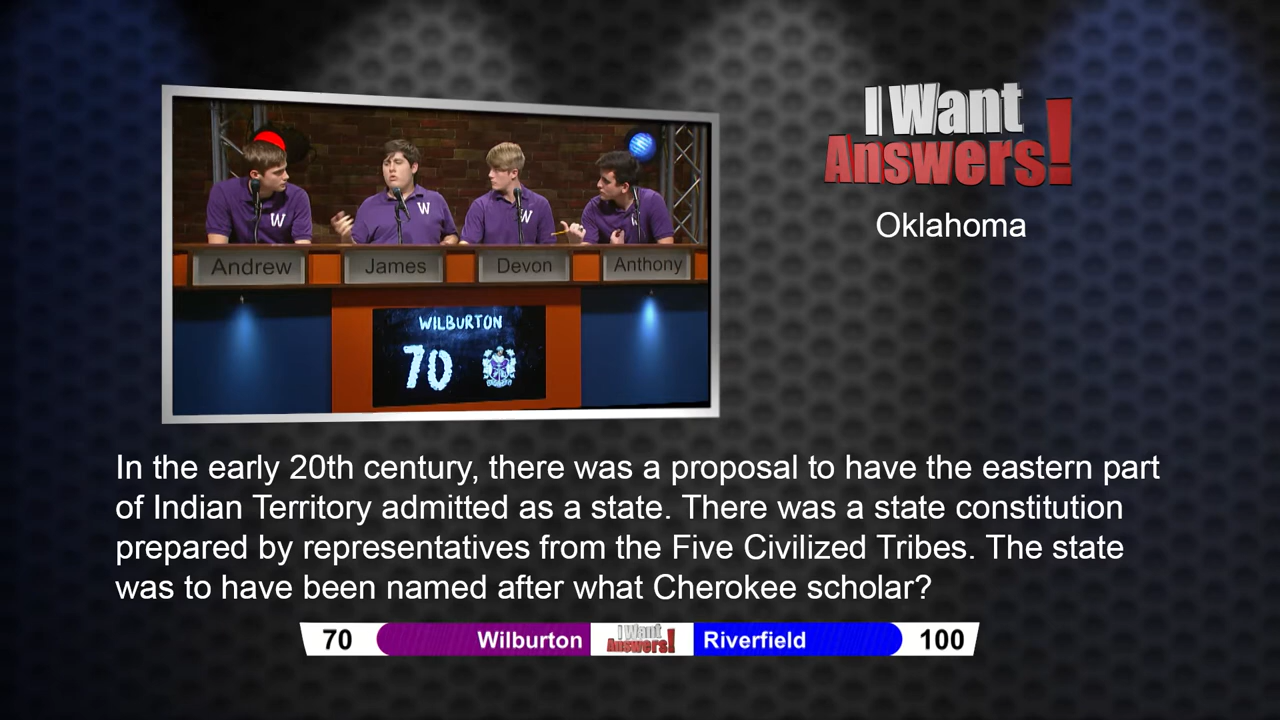 I Want
Answers!
Oklahoma
W
W
W
Andrew
James
Devon
Anthony
WILBURTON
70
In the early 20th century, there was a proposal to have the eastern part
of Indian Territory admitted as a state. There was a state constitution
prepared by representatives from the Five Civilized Tribes. The state
was to have been named after what Cherokee scholar?
70 Wilburton I Want Answers! Riverfield 100